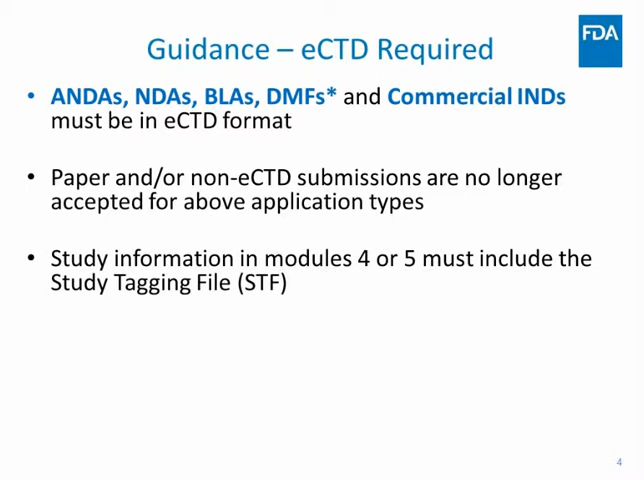 FDA
Guidance – eCTD Required
• ANDAs, NDAs, BLAs, DMFs* and Commercial INDs
must be in eCTD format
• Paper and/or non-eCTD submissions are no longer
accepted for above application types
• Study information in modules 4 or 5 must include the
Study Tagging File (STF)
4